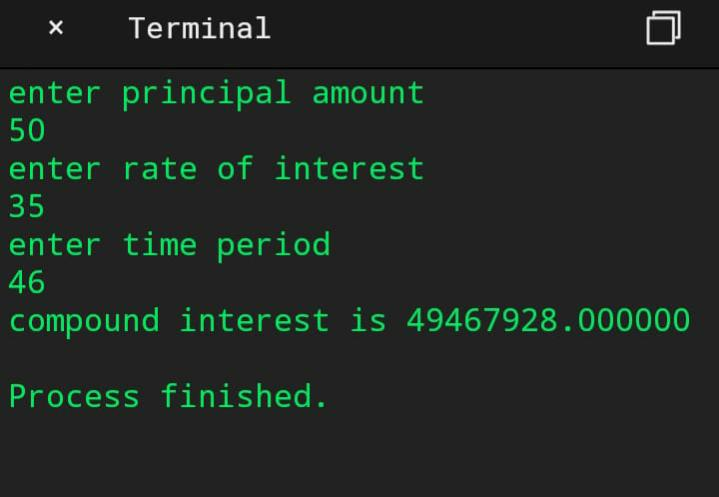 × Terminal
enter principal amount
50
enter rate of interest
35
enter time period
46
compound interest is 49467928.000000
Process finished.